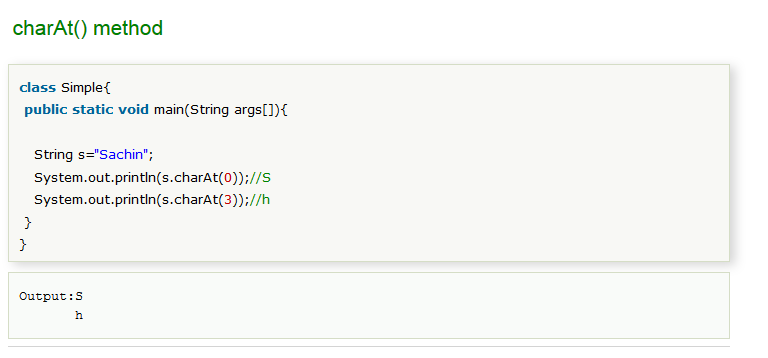 charAt() method
class Simple{
public static void main(String args[]){
String s="Sachin";
System.out.println(s.charAt(0));//S
System.out.println(s.charAt(3));//h
}
}
Output:S
h